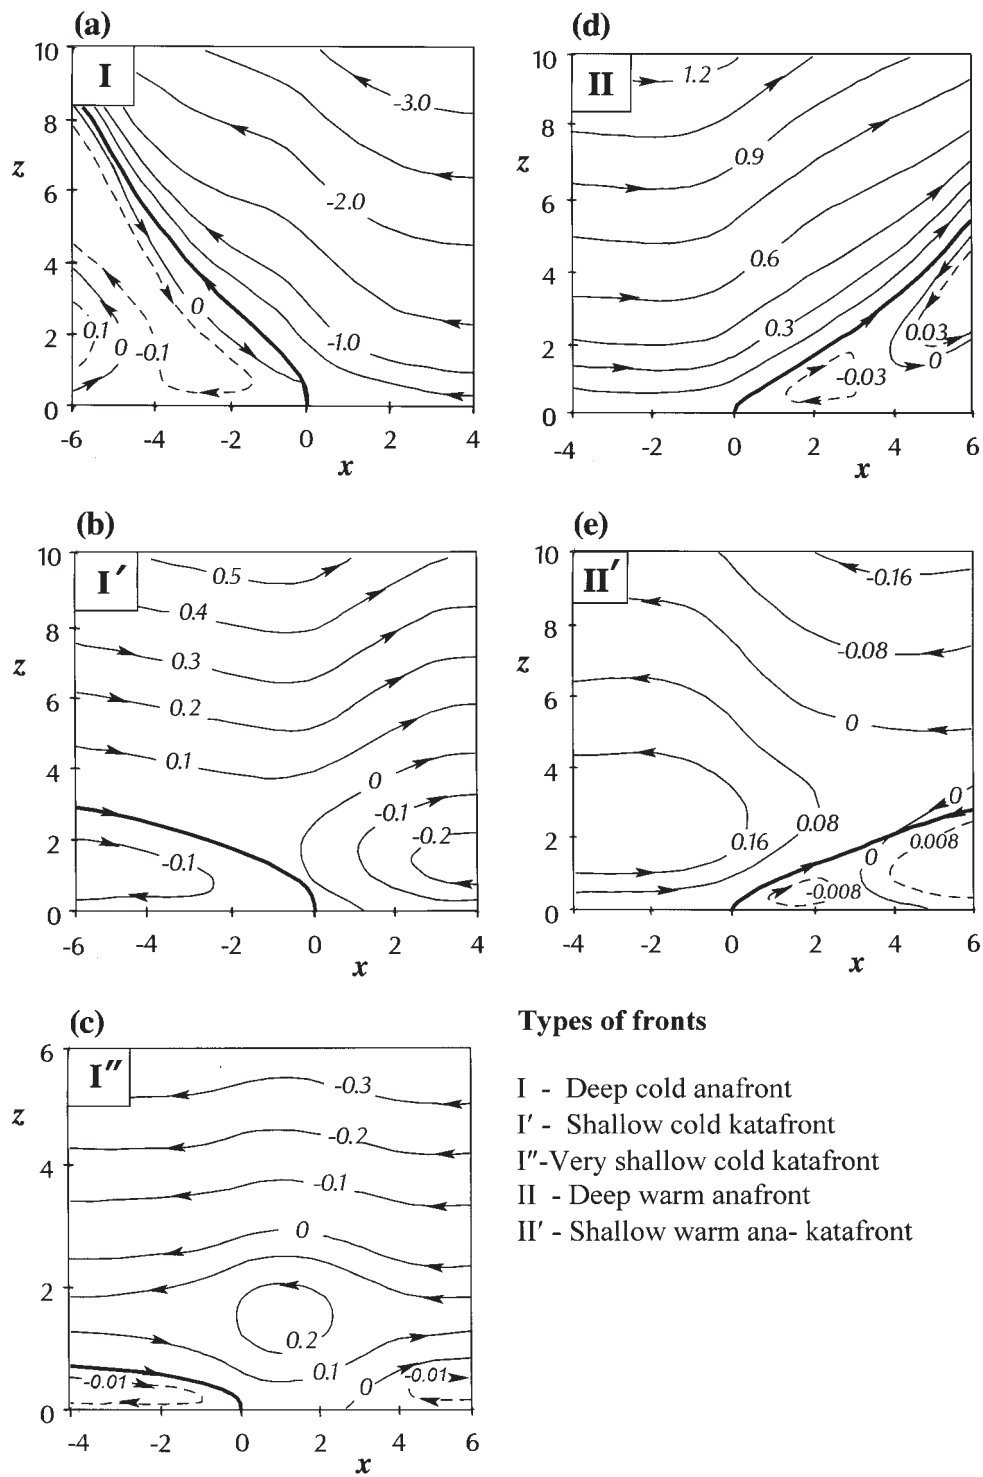 (a)
I
10
8
z
6
4
2
0
-6 -4 -2 0 2 4
x
-3.0
-2.0
-1.0
0
0.1
0
-0.1
(d)
II
10
8
z
6
4
2
0
-4 -2 0 2 4 6
x
1.2
0.9
0.6
0.3
0.03
0
-0.03
(b)
I′
10
8
z
6
4
2
0
-6 -4 -2 0 2 4
x
0.5
0.4
0.3
0.2
0.1
0
-0.1
-0.2
-0.1
(e)
II′
10
8
z
6
4
2
0
-4 -2 0 2 4 6
x
-0.16
-0.08
0
0.08
0.16
0
0.008
0
-0.008
(c)
I″
6
z
4
2
0
-4 -2 0 2 4 6
x
-0.3
-0.2
-0.1
0
0.2
0.1
0
-0.01
-0.01
Types of fronts
I - Deep cold anafront
I′ - Shallow cold katafront
I″-Very shallow cold katafront
II - Deep warm anafront
II′ - Shallow warm ana- katafront